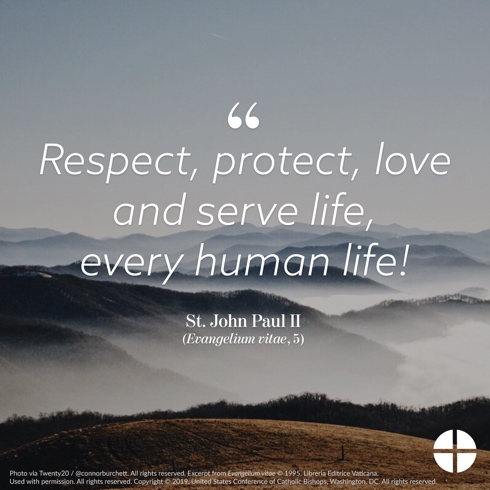 “
Respect, protect, love
and serve life,
every human life!
St. John Paul II
(Evangelium vitae, 5)
Photo via Twenty20 / @connorburchett. All rights reserved. Excerpt from Evangelium vitae © 1995, Libreria Editrice Vaticana.
Used with permission. All rights reserved. Copyright © 2019, United States Conference of Catholic Bishops, Washington, DC. All rights reserved.